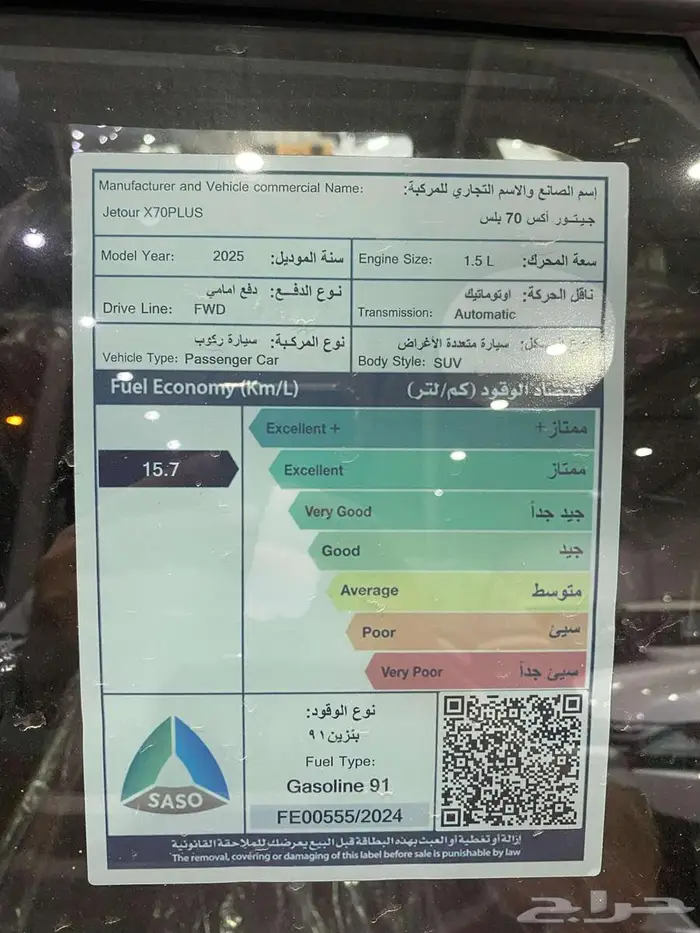 Manufacturer and Vehicle commercial Name: إسم الصانع والاسم التجاري للمركبة:
Jetour X70PLUS جيتور أكس 70 بلس
Model Year: 2025 سنة الموديل:
Engine Size: 1.5 L سعة المحرك:
نوع الدفع: دفع امامي
Drive Line: FWD
ناقل الحركة: اوتوماتيك
Transmission: Automatic
نوع المركبة: سيارة ركوب
Vehicle Type: Passenger Car
سيارة متعددة الأغراض
Body Style: SUV
Fuel Economy (Km/L) اقتصاد الوقود (كم/لتر)
Excellent + ممتاز+
15.7
Excellent ممتاز
Very Good جيد جداً
Good جيد
Average متوسط
Poor سيئ
Very Poor سيئ جداً
SASO
نوع الوقود:
بنزين ٩١
Fuel Type:
Gasoline 91
FE00555/2024
إزالة أو تغطية أو العبث بهذه البطاقة قبل البيع يعرضك للملاحقة القانونية
The removal, covering or damaging of this label before sale is punishable by law
حراج